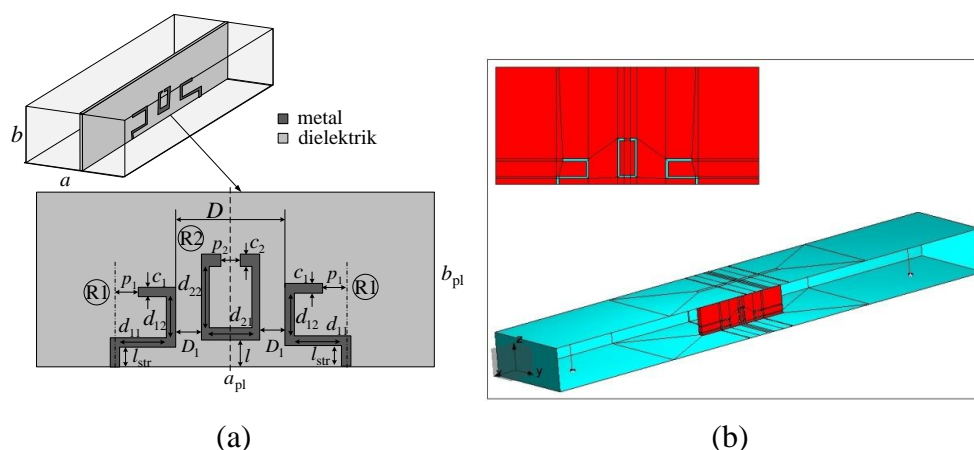 metal
dielektrik
b
a
D
R2
p2 c2
bpl
c1 p1
p1 c1
R1 R1
d22
d12 d21 d12
d11 d11
D1 D1
lstr l lstr
apl
z
y
(a) (b)